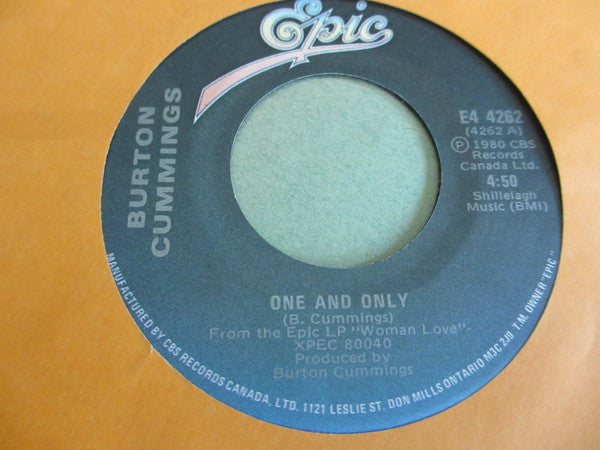 Epic
BURTON
CUMMINGS
E4 4262
(4262 A)
Ⓟ 1980 CBS
Records
Canada Ltd.
4:50
Shillelagh
Music (BMI)
ONE AND ONLY
(B. Cummings)
From the Epic LP "Woman Love"-
XPEC 80040
Produced by
Burton Cummings
MANUFACTURED BY CBS RECORDS CANADA, LTD. 1121 LESLIE ST. DON MILLS ONTARIO M3C 2J9 T.M. OWNER "EPIC"